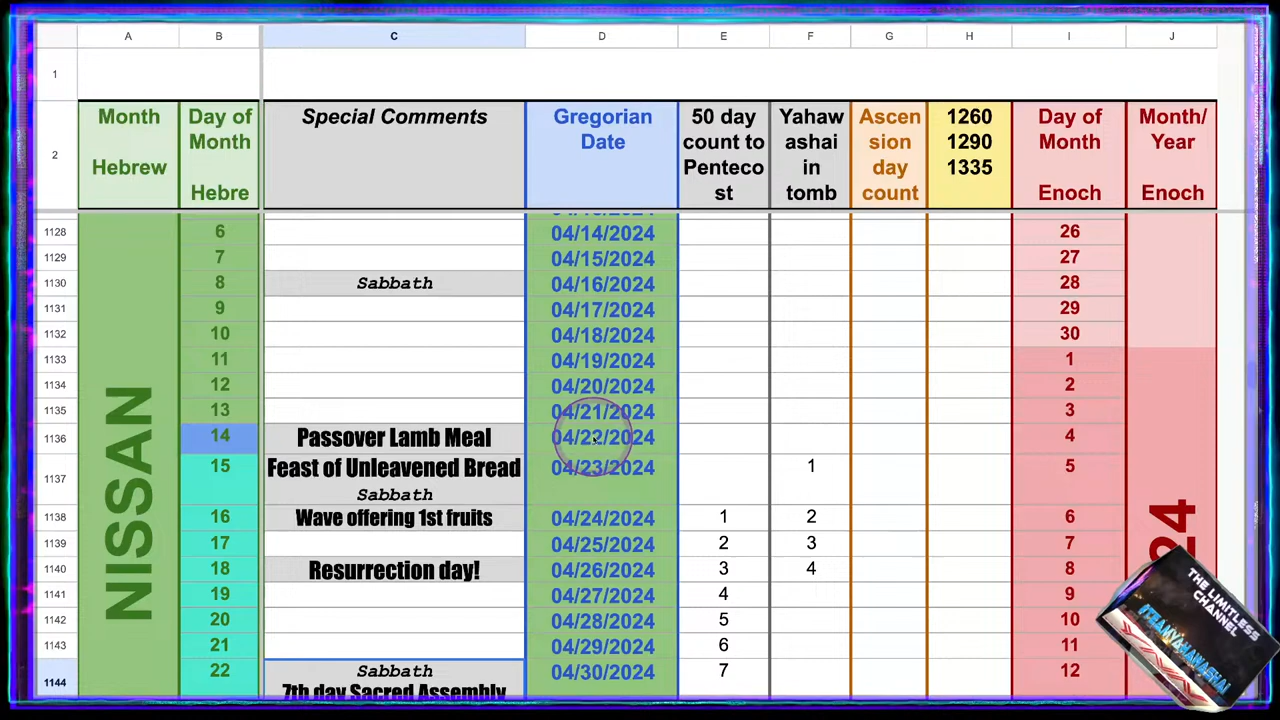 A B C D E F G H I J
1
2
Month
Hebrew
Day of
Month
Hebre
Special Comments
Gregorian
Date
50 day
count to
Penteco
st
Yahaw
ashai
in
tomb
Ascen
sion
day
count
1260
1290
1335
Day of
Month
Enoch
Month/
Year
Enoch
1128 6 04/14/2024 26
1129 7 04/15/2024 27
1130 8 Sabbath 04/16/2024 28
1131 9 04/17/2024 29
1132 10 04/18/2024 30
1133 11 04/19/2024 1
1134 12 04/20/2024 2
1135 13 04/21/2024 3
1136 14 Passover Lamb Meal 04/22/2024 4
1137 15 Feast of Unleavened Bread 04/23/2024 1 5
Sabbath
1138 16 Wave offering 1st fruits 04/24/2024 1 2 6
1139 17 04/25/2024 2 3 7
1140 18 Resurrection day! 04/26/2024 3 4 8
1141 19 04/27/2024 4 9
1142 20 04/28/2024 5 10
1143 21 04/29/2024 6 11
1144 22 Sabbath 04/30/2024 7 12
7th day Sacred Assembly
NISSAN
24
THE LIMITLESS
CHANNEL
#TEAMYAHAWASHAI